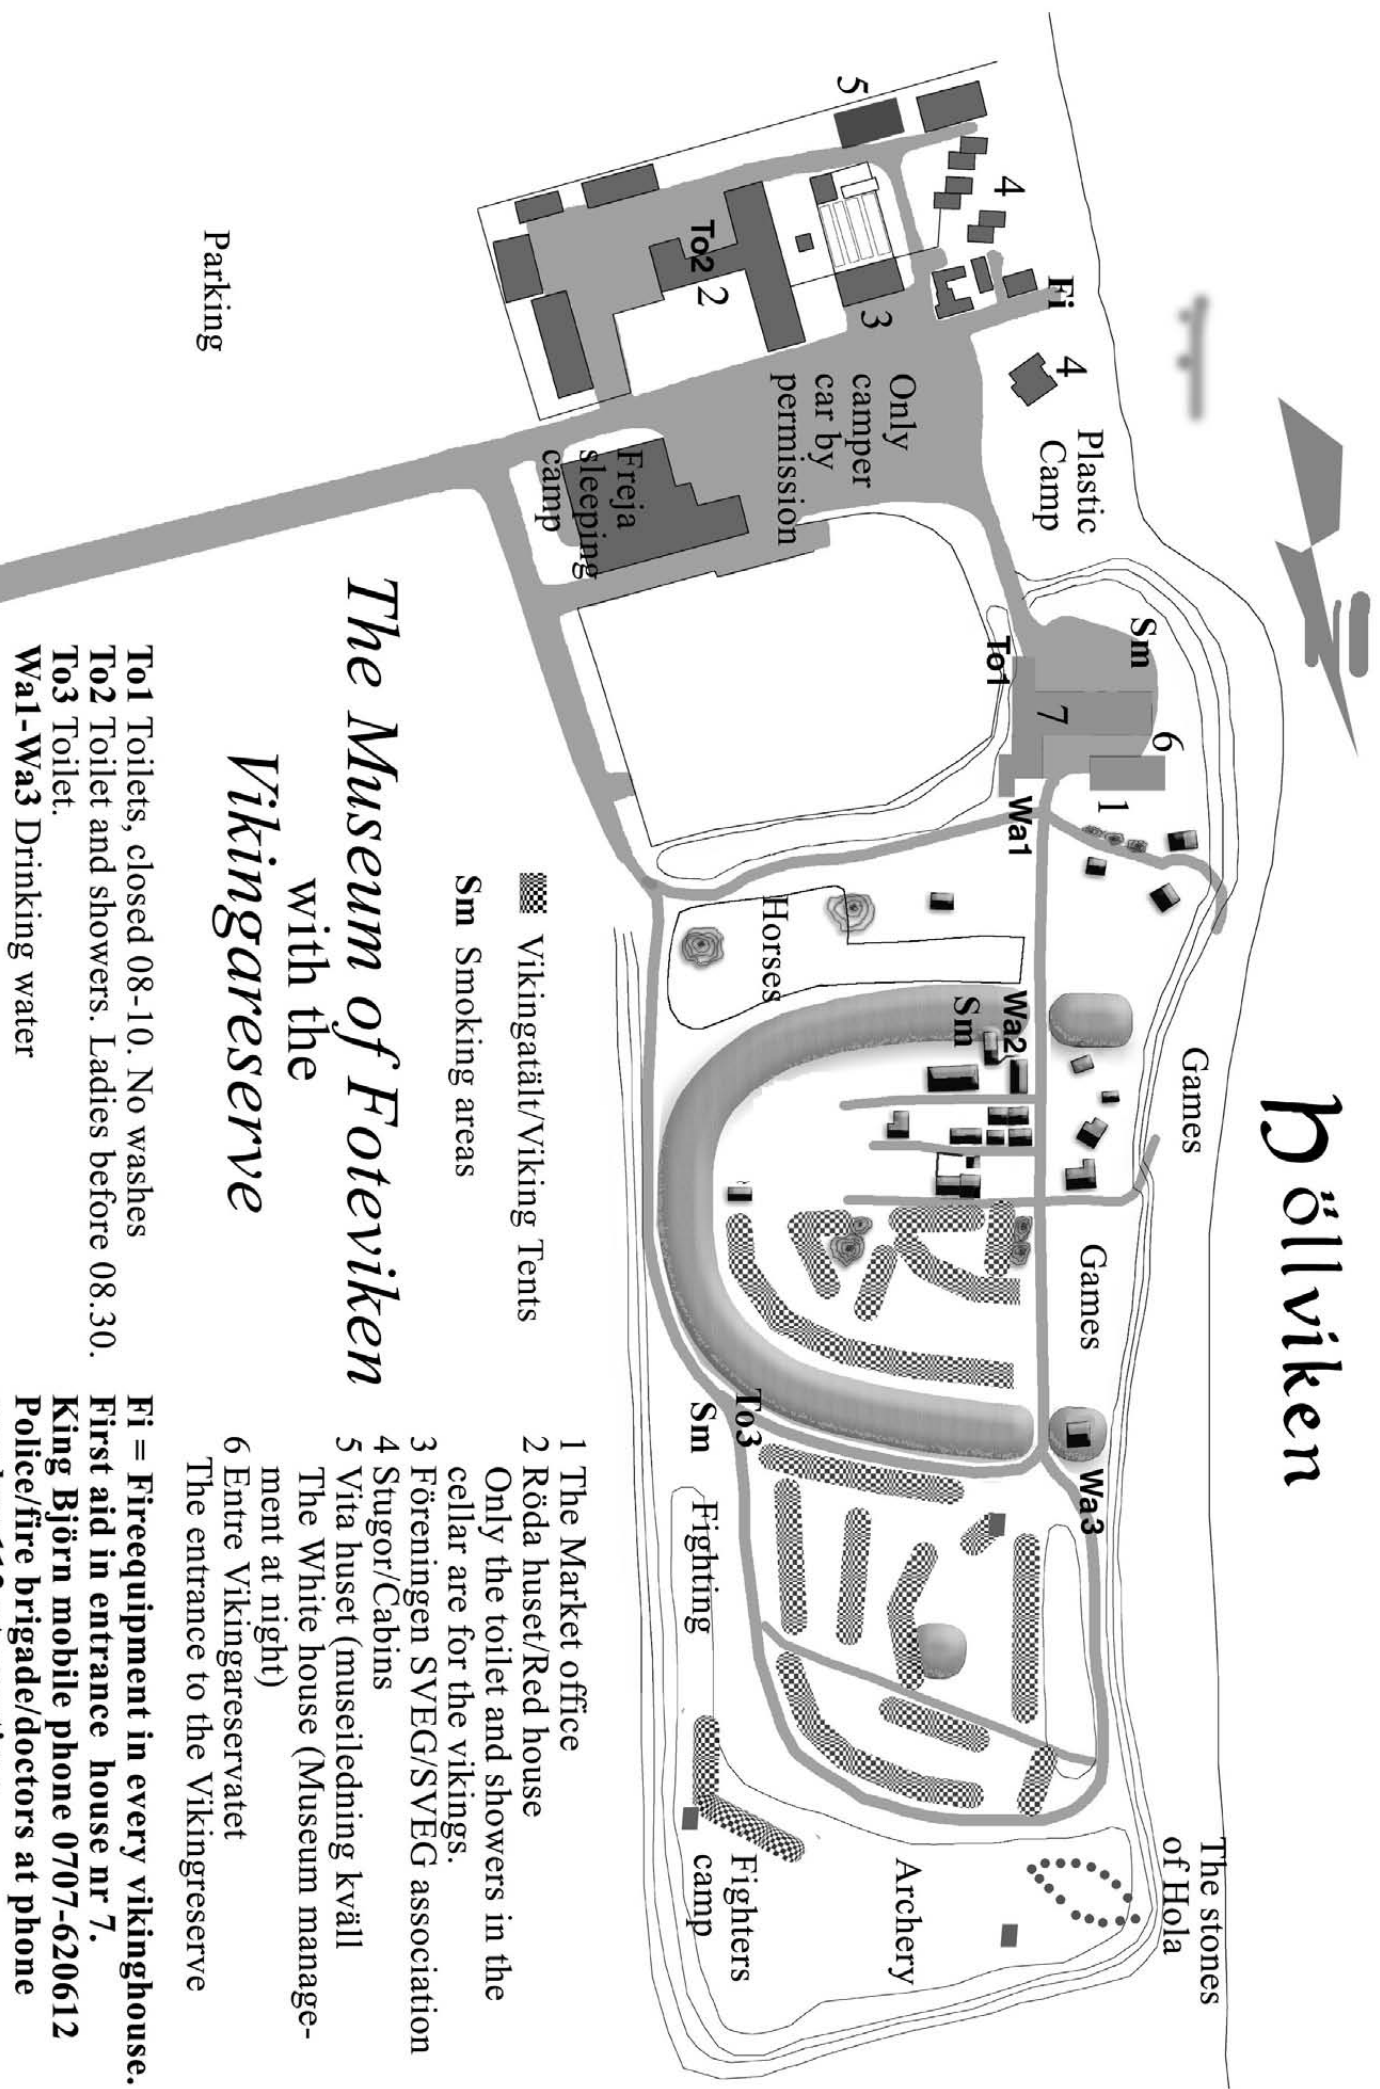 Höllviken
The stones
of Hola
Games
Games
Plastic
Camp
Fi
4
4
5
3
To2
2
Only
camper
car by
permission
Freja
sleeping
camp
Parking
Sm
6
7
1
To1
Wa1
Horses
Wa2
Sm
Wa3
To3
Sm
Fighting
Archery
Fighters
camp
Vikingatält/Viking Tents
Sm Smoking areas
The Museum of Foteviken
with the
Vikingareserve
To1 Toilets, closed 08-10. No washes
To2 Toilet and showers. Ladies before 08.30.
To3 Toilet.
Wa1-Wa3 Drinking water
1 The Market office
2 Röda huset/Red house
Only the toilet and showers in the
cellar are for the vikings.
3 Föreningen SVEG/SVEG association
4 Stugor/Cabins
5 Vita huset (museiledning kväll
The White house (Museum manage-
ment at night)
6 Entre Vikingareservatet
The entrance to the Vikingreserve
Fi = Fireequipment in every vikinghouse.
First aid in entrance house nr 7.
King Björn mobile phone 0707-620612
Police/fire brigade/doctors at phone